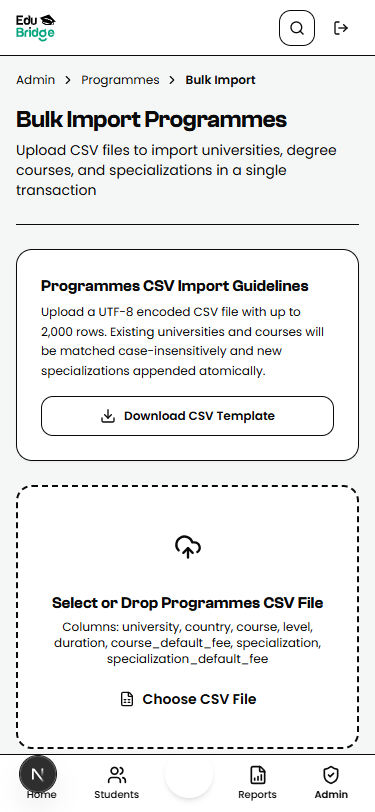 Edu
Bridge
Admin > Programmes > Bulk Import
Bulk Import Programmes
Upload CSV files to import universities, degree
courses, and specializations in a single
transaction
Programmes CSV Import Guidelines
Upload a UTF-8 encoded CSV file with up to
2,000 rows. Existing universities and courses will
be matched case-insensitively and new
specializations appended atomically.
Download CSV Template
Select or Drop Programmes CSV File
Columns: university, country, course, level,
duration, course_default_fee, specialization,
specialization_default_fee
Choose CSV File
N
Home Students Reports Admin